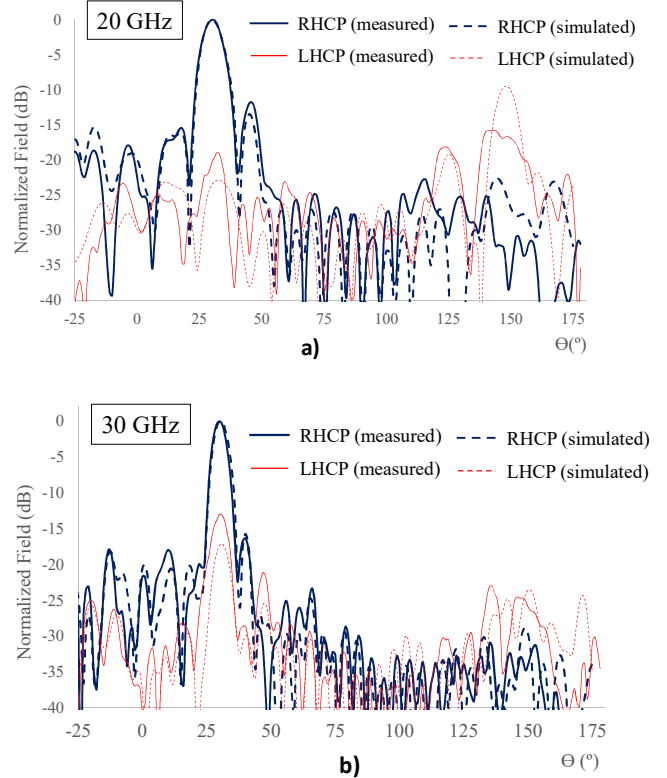 20 GHz
RHCP (measured)
RHCP (simulated)
LHCP (measured)
LHCP (simulated)
Normalized Field (dB)
0
-5
-10
-15
-20
-25
-30
-35
-40
-25 0 25 50 75 100 125 150 175
a)
Ɵ(º)
30 GHz
RHCP (measured)
RHCP (simulated)
LHCP (measured)
LHCP (simulated)
Normalized Field (dB)
0
-5
-10
-15
-20
-25
-30
-35
-40
-25 0 25 50 75 100 125 150 175
b)
Ɵ (º)